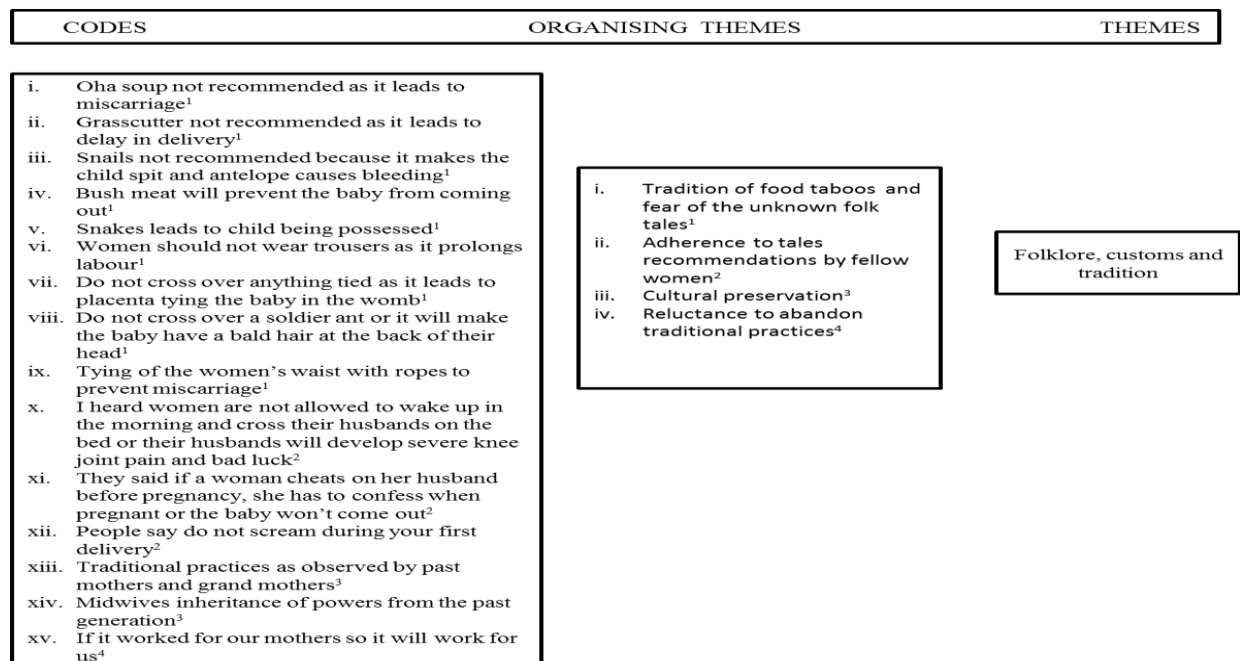 CODES ORGANISING THEMES THEMES
i. Oha soup not recommended as it leads to
miscarriage¹
ii. Grasscutter not recommended as it leads to
delay in delivery¹
iii. Snails not recommended because it makes the
child spit and antelope causes bleeding¹
iv. Bush meat will prevent the baby from coming
out¹
v. Snakes leads to child being possessed¹
vi. Women should not wear trousers as it prolongs
labour¹
vii. Do not cross over anything tied as it leads to
placenta tying the baby in the womb¹
viii. Do not cross over a soldier ant or it will make
the baby have a bald hair at the back of their
head¹
ix. Tying of the women’s waist with ropes to
prevent miscarriage¹
x. I heard women are not allowed to wake up in
the morning and cross their husbands on the
bed or their husbands will develop severe knee
joint pain and bad luck²
xi. They said if a woman cheats on her husband
before pregnancy, she has to confess when
pregnant or the baby won’t come out²
xii. People say do not scream during your first
delivery²
xiii. Traditional practices as observed by past
mothers and grand mothers³
xiv. Midwives inheritance of powers from the past
generation³
xv. If it worked for our mothers so it will work for
us⁴
i. Tradition of food taboos and
fear of the unknown folk
tales¹
ii. Adherence to tales
recommendations by fellow
women²
iii. Cultural preservation³
iv. Reluctance to abandon
traditional practices⁴
Folklore, customs and
tradition